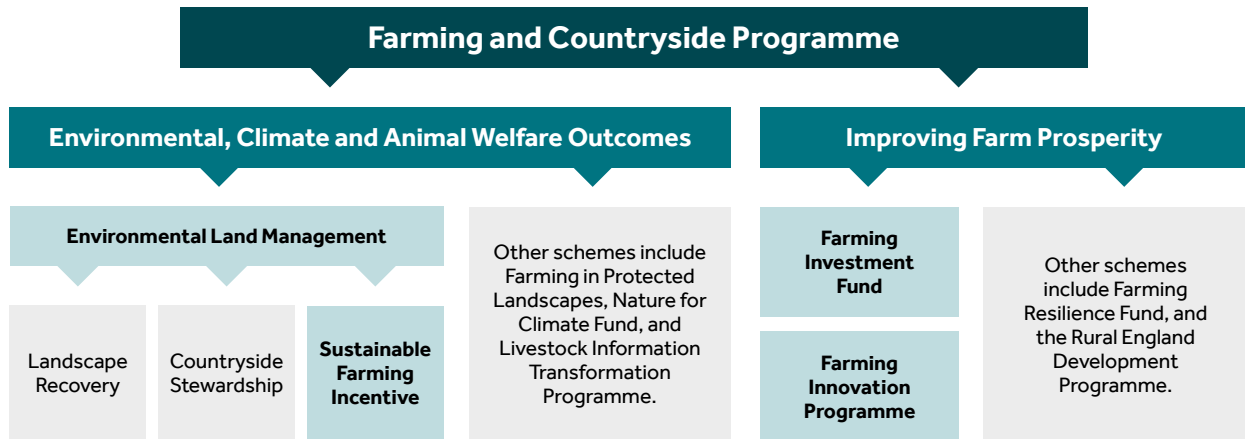 Farming and Countryside Programme
Environmental, Climate and Animal Welfare Outcomes
Improving Farm Prosperity
Environmental Land Management
Landscape
Recovery
Countryside
Stewardship
Sustainable
Farming
Incentive
Other schemes include
Farming in Protected
Landscapes, Nature for
Climate Fund, and
Livestock Information
Transformation
Programme.
Farming
Investment
Fund
Farming
Innovation
Programme
Other schemes
include Farming
Resilience Fund, and
the Rural England
Development
Programme.